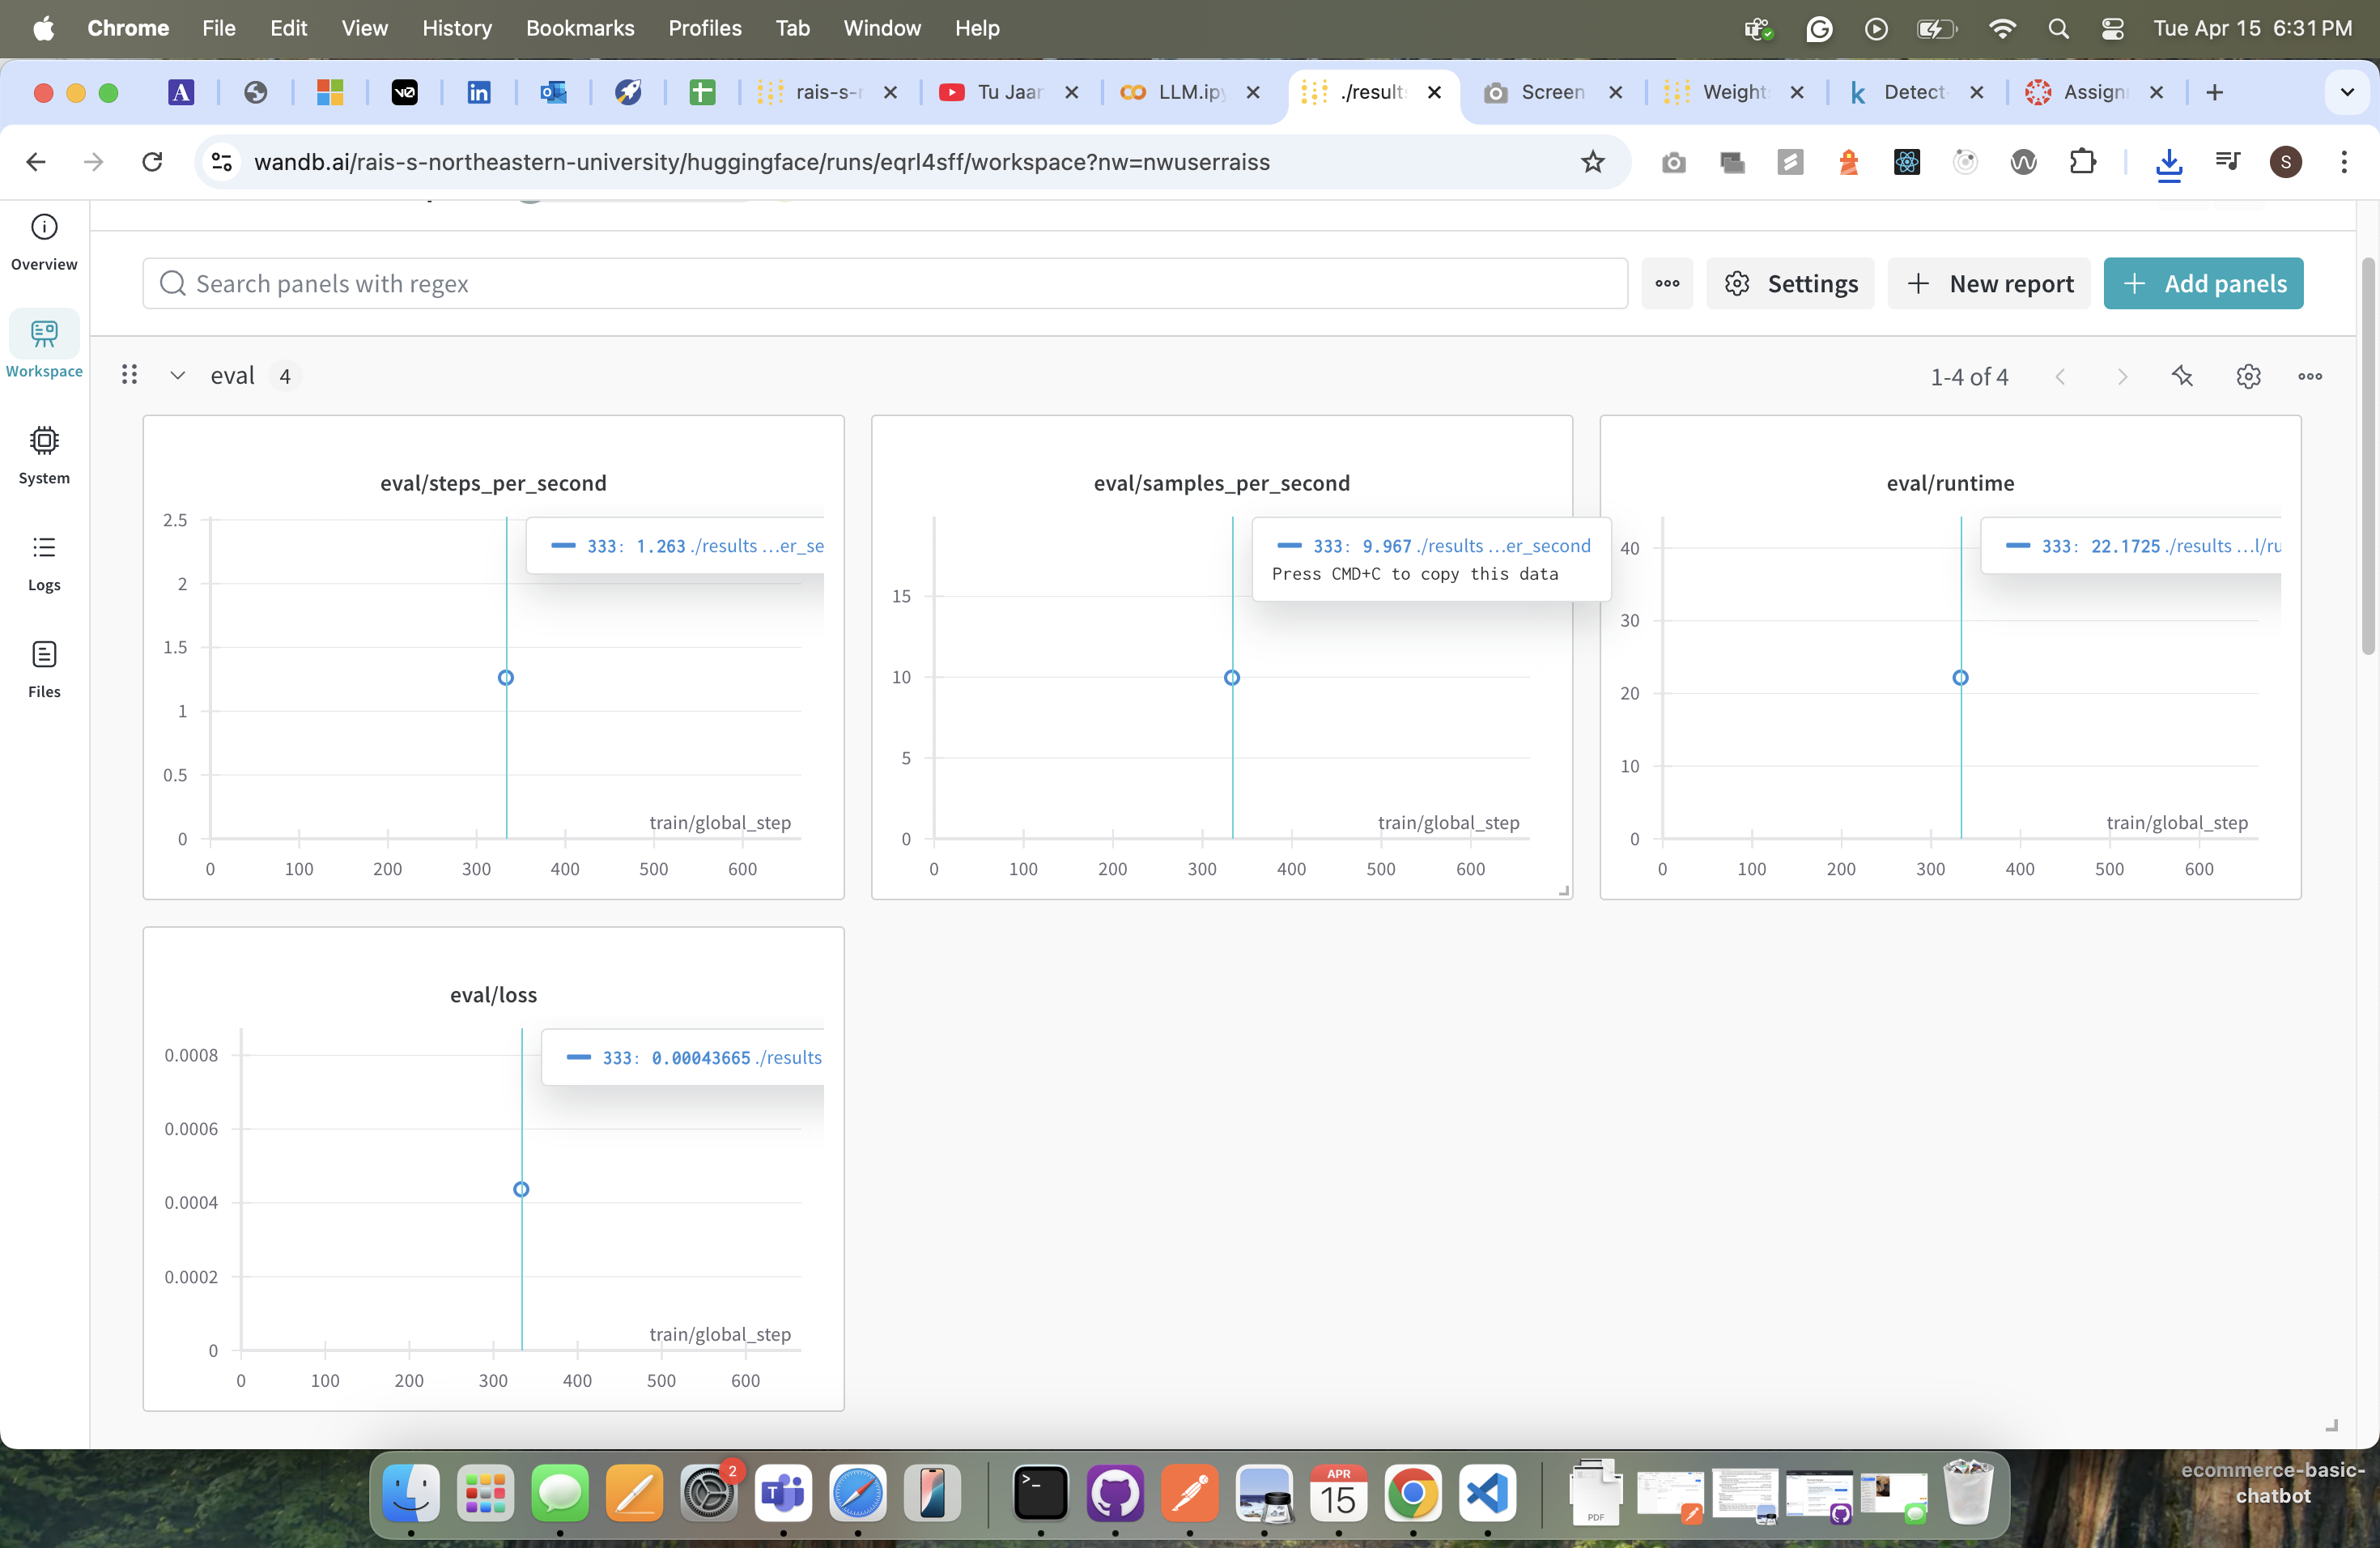 Chrome File Edit View History Bookmarks Profiles Tab Window Help Tue Apr 15 6:31 PM
rais-s-r Tu Jaar LLM.ipy ./result Screen Weight Detect Assign
wandb.ai/rais-s-northeastern-university/huggingface/runs/eqrl4sff/workspace?nw=nwuserraiss S
Overview
Workspace
System
Logs
Files
Search panels with regex Settings New report Add panels
eval 4 1-4 of 4
eval/steps_per_second
333: 1.263 ./results ...er_se
2.5
2
1.5
1
0.5
0
train/global_step
0 100 200 300 400 500 600
eval/samples_per_second
333: 9.967 ./results ...er_second
Press CMD+C to copy this data
15
10
5
0
train/global_step
0 100 200 300 400 500 600
eval/runtime
333: 22.1725 ./results ...l/ru
40
30
20
10
0
train/global_step
0 100 200 300 400 500 600
eval/loss
333: 0.00043665 ./results
0.0008
0.0006
0.0004
0.0002
0
train/global_step
0 100 200 300 400 500 600
2
APR
15
PDF
ecommerce-basic-
chatbot